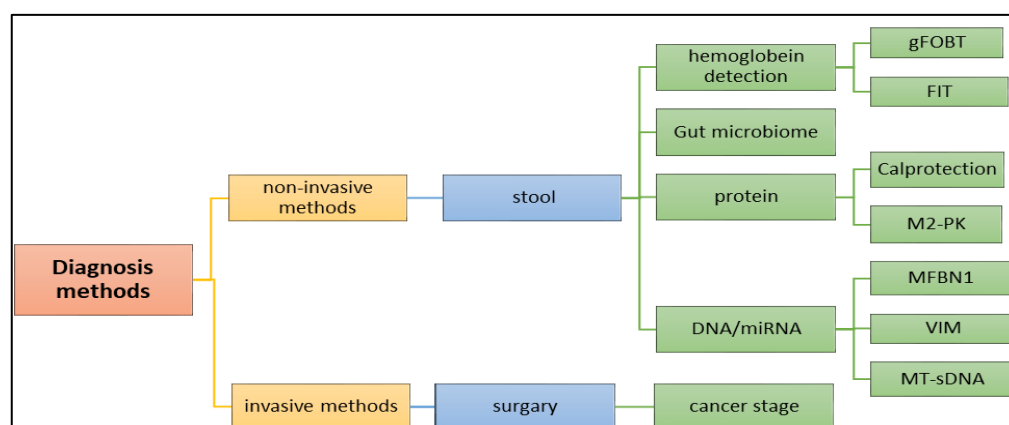 Diagnosis
methods
non-invasive
methods
stool
hemoglobein
detection
gFOBT
FIT
Gut microbiome
protein
Calprotection
M2-PK
DNA/miRNA
MFBN1
VIM
MT-sDNA
invasive methods
surgary
cancer stage